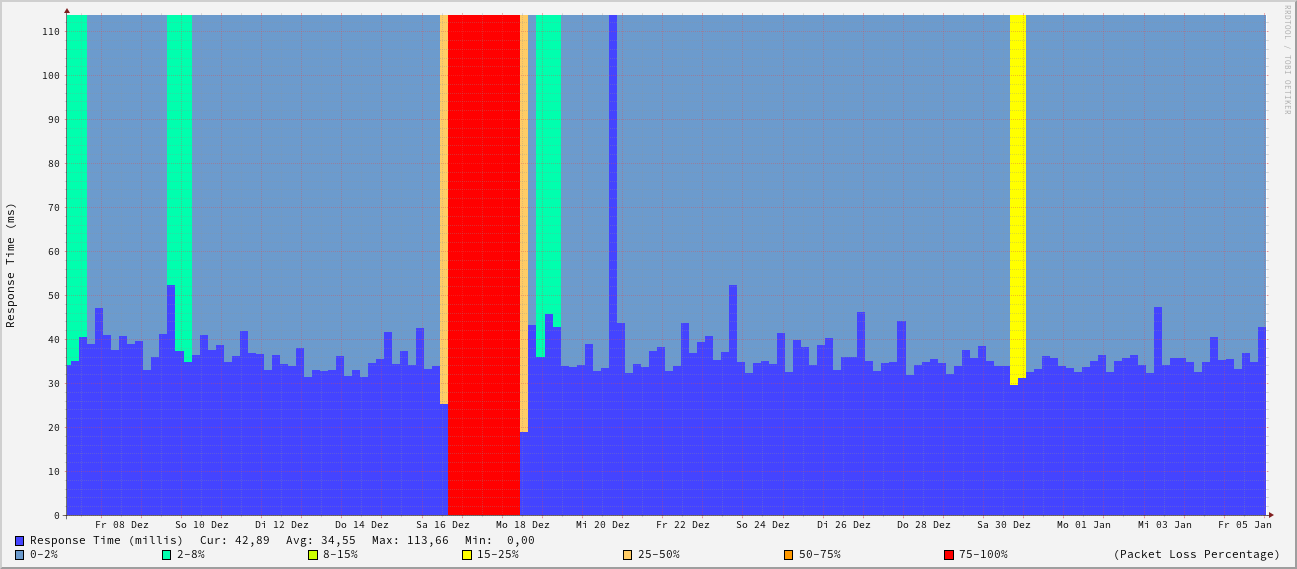 RRDTOOL / TOBI OETIKER
Response Time (ms)
110
100
90
80
70
60
50
40
30
20
10
0
Fr 08 Dez So 10 Dez Di 12 Dez Do 14 Dez Sa 16 Dez Mo 18 Dez Mi 20 Dez Fr 22 Dez So 24 Dez Di 26 Dez Do 28 Dez Sa 30 Dez Mo 01 Jan Mi 03 Jan Fr 05 Jan
Response Time (millis) Cur: 42,89 Avg: 34,55 Max: 113,66 Min: 0,00
0-2% 2-8% 8-15% 15-25% 25-50% 50-75% 75-100% (Packet Loss Percentage)